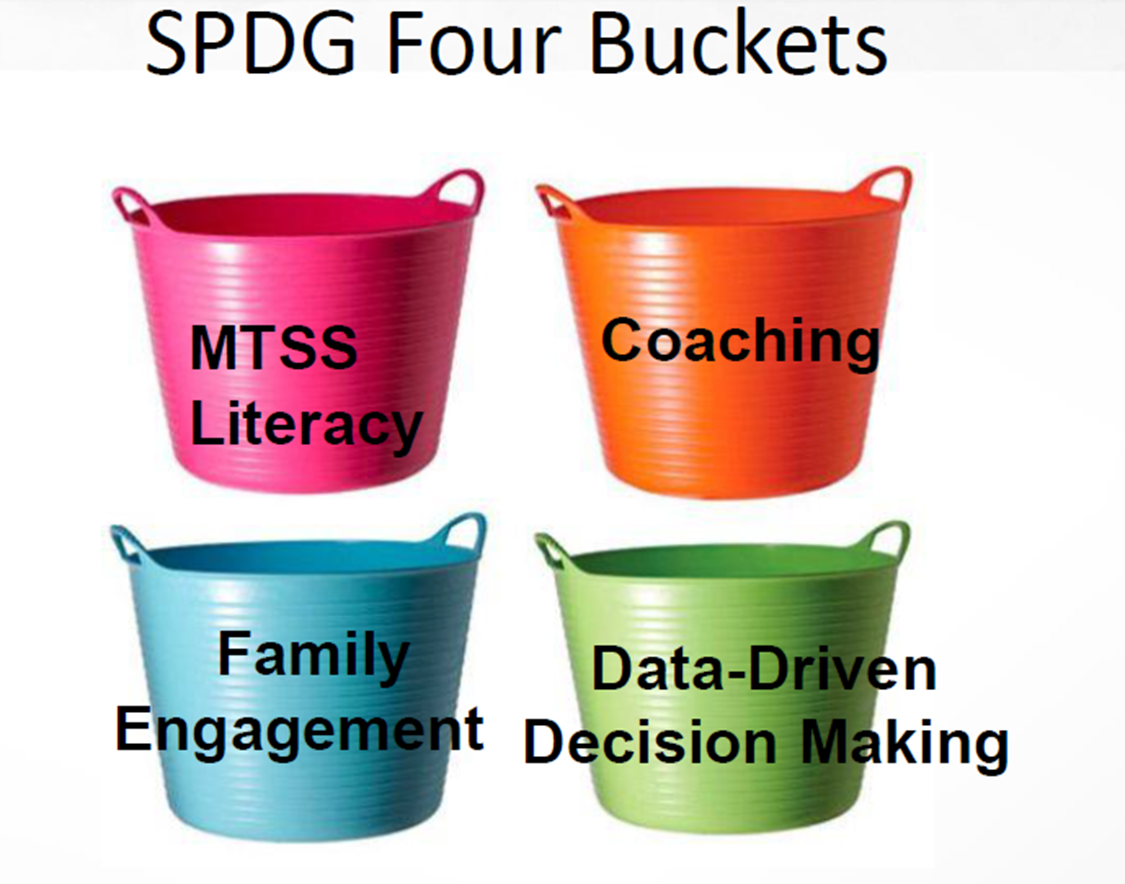 SPDG Four Buckets
MTSS
Literacy
Coaching
Family
Engagement
Data-Driven
Decision Making